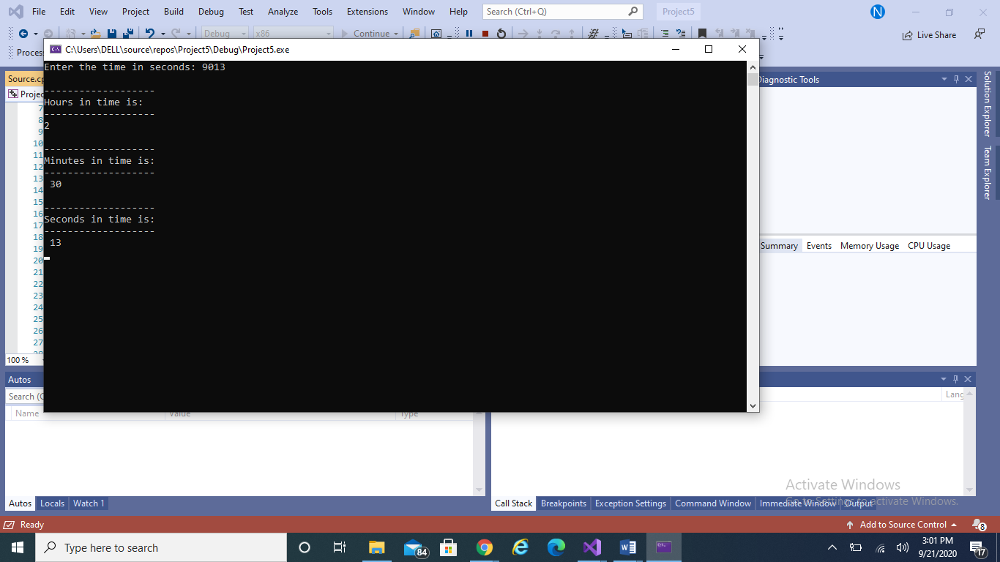 File Edit View Project Build Debug Test Analyze Tools Extensions Window Help Search (Ctrl+Q) Project5 N
Debug x86 Continue Live Share
C:\Users\DELL\source\repos\Project5\Debug\Project5.exe
Enter the time in seconds: 9013
-------------------
Hours in time is:
-------------------
2
-------------------
Minutes in time is:
-------------------
30
-------------------
Seconds in time is:
-------------------
13
Diagnostic Tools
Summary Events Memory Usage CPU Usage
Solution Explorer
Team Explorer
7
8
9
10
11
12
13
14
15
16
17
18
19
20
21
22
23
24
25
26
27
100 %
Autos
Name Value Type
Lang
Autos Locals Watch 1
Call Stack Breakpoints Exception Settings Command Window Immediate Window Output
Activate Windows
Go to Settings to activate Windows.
Ready Add to Source Control 8
Type here to search 84
3:01 PM
9/21/2020
17